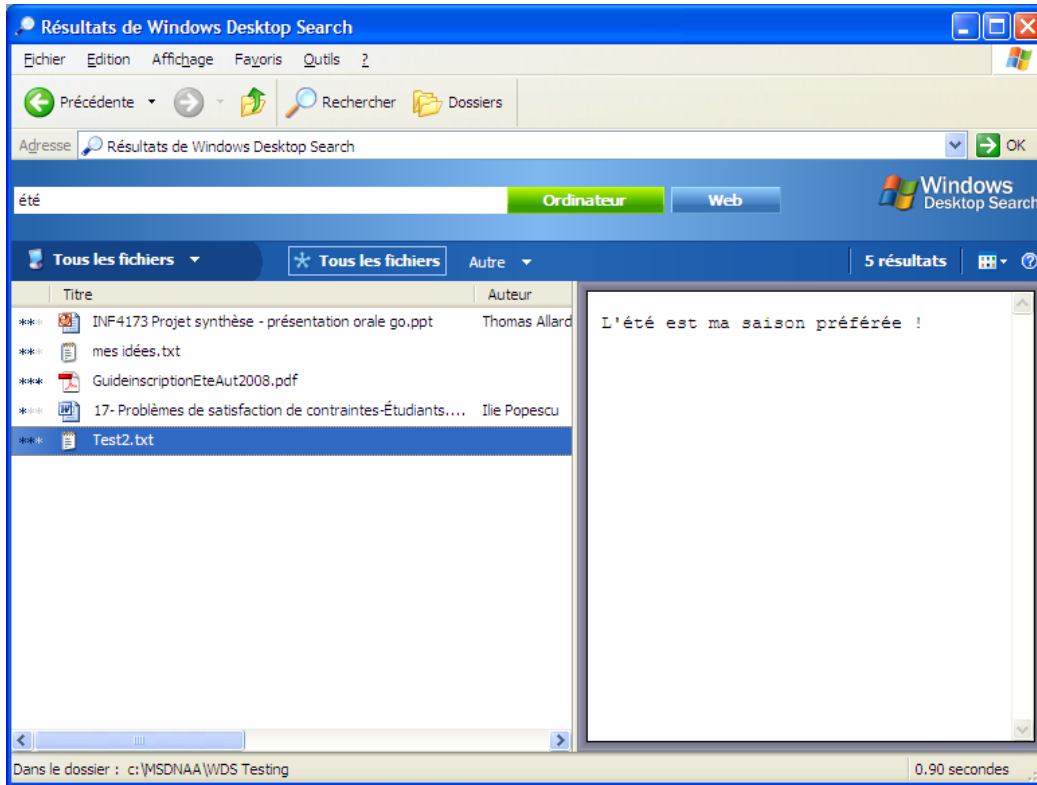 Résultats de Windows Desktop Search
Fichier Edition Affichage Favoris Outils ?
Précédente Rechercher Dossiers
Adresse Résultats de Windows Desktop Search OK
été Ordinateur Web Windows Desktop Search
Tous les fichiers Tous les fichiers Autre 5 résultats ?
Titre Auteur
INF4173 Projet synthèse - présentation orale go.ppt Thomas Allard
mes idées.txt
GuideinscriptionEteAut2008.pdf
17- Problèmes de satisfaction de contraintes-Étudiants.... Ilie Popescu
Test2.txt
L'été est ma saison préférée !
Dans le dossier : c:\MSDNAA\WDS Testing 0.90 secondes